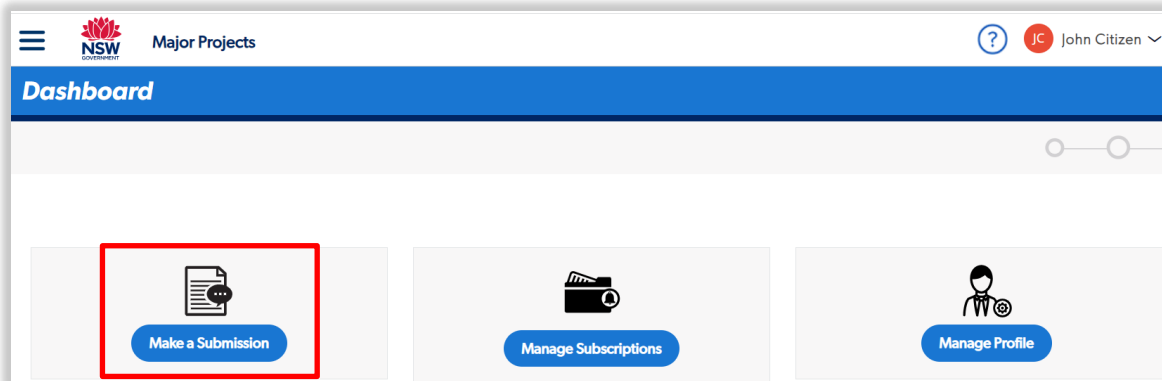 NSW
GOVERNMENT
Major Projects
?
JC
John Citizen
Dashboard
Make a Submission
Manage Subscriptions
Manage Profile